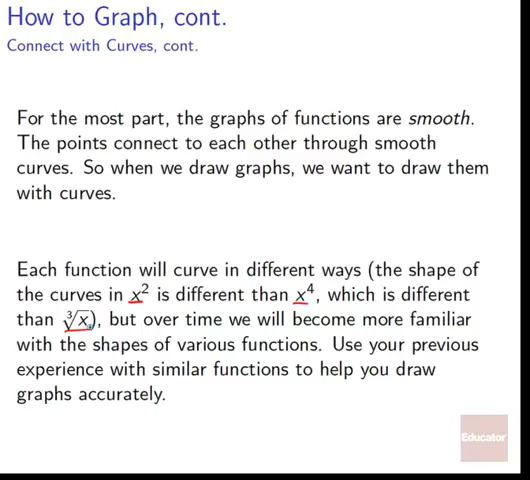 How to Graph, cont.
Connect with Curves, cont.
For the most part, the graphs of functions are smooth.
The points connect to each other through smooth
curves. So when we draw graphs, we want to draw them
with curves.
Each function will curve in different ways (the shape of
the curves in x² is different than x⁴, which is different
than ∛x), but over time we will become more familiar
with the shapes of various functions. Use your previous
experience with similar functions to help you draw
graphs accurately.
Educator